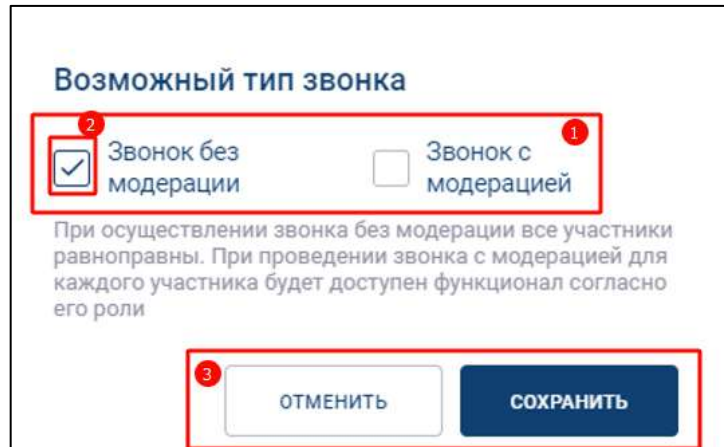 Возможный тип звонка
2
1
Звонок без
модерации
Звонок с
модерацией
При осуществлении звонка без модерации все участники
равноправны. При проведении звонка с модерацией для
каждого участника будет доступен функционал согласно
его роли
3
ОТМЕНИТЬ
СОХРАНИТЬ